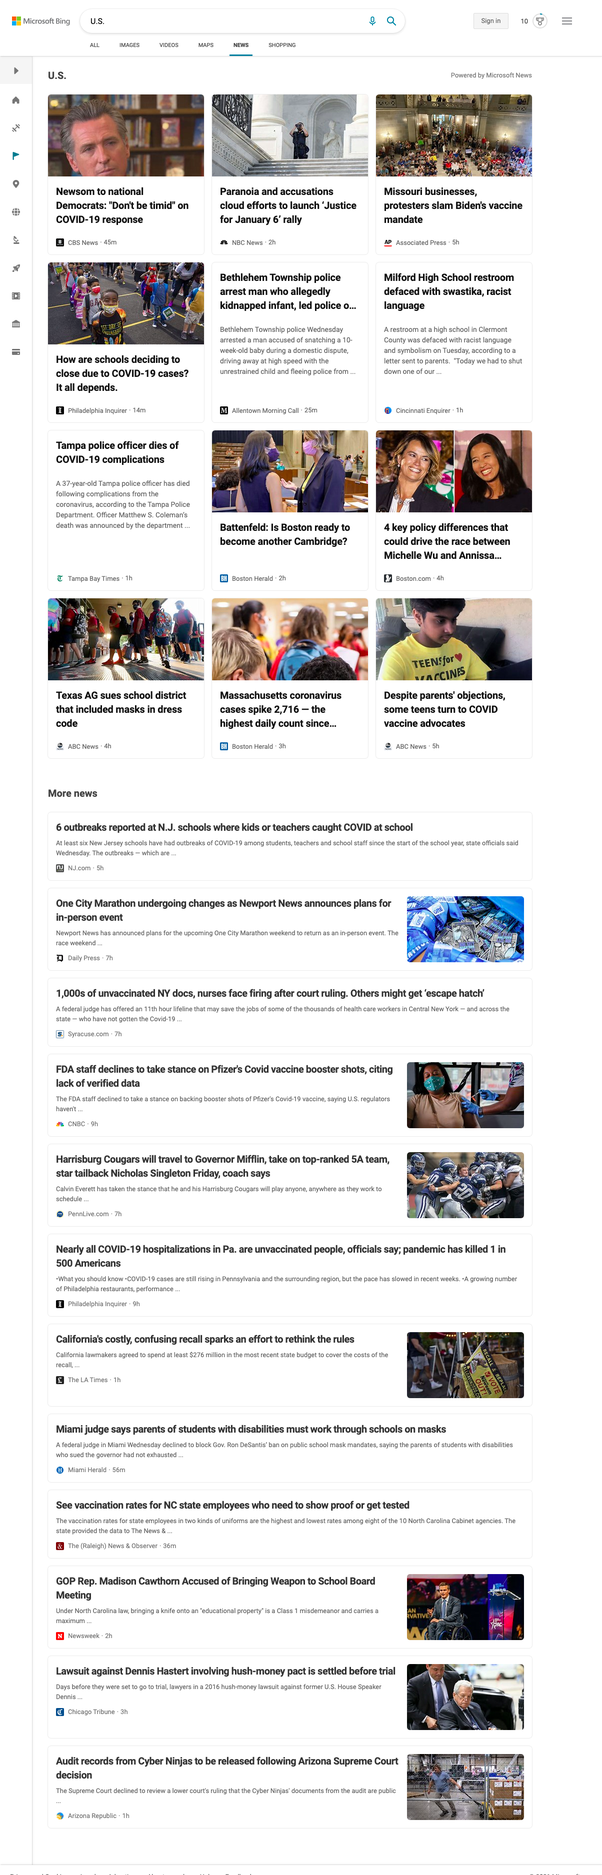 Microsoft Bing
U.S.
Sign in
10
ALL
IMAGES
VIDEOS
MAPS
NEWS
SHOPPING
U.S.
Powered by Microsoft News
Newsom to national
Democrats: "Don't be timid" on
COVID-19 response
CBS News · 45m
Paranoia and accusations
cloud efforts to launch ‘Justice
for January 6’ rally
NBC News · 2h
Missouri businesses,
protesters slam Biden's vaccine
mandate
AP
Associated Press · 5h
How are schools deciding to
close due to COVID-19 cases?
It all depends.
Philadelphia Inquirer · 14m
Bethlehem Township police
arrest man who allegedly
kidnapped infant, led police o...
Bethlehem Township police Wednesday
arrested a man accused of snatching a 10-
week-old baby during a domestic dispute,
driving away at high speed with the
unrestrained child and fleeing police from ...
Allentown Morning Call · 25m
Milford High School restroom
defaced with swastika, racist
language
A restroom at a high school in Clermont
County was defaced with racist language
and symbolism on Tuesday, according to a
letter sent to parents. "Today we had to shut
down one of our ...
Cincinnati Enquirer · 1h
Tampa police officer dies of
COVID-19 complications
A 37-year-old Tampa police officer has died
following complications from the
coronavirus, according to the Tampa Police
Department. Officer Matthew S. Coleman's
death was announced by the department ...
Tampa Bay Times · 1h
Battenfeld: Is Boston ready to
become another Cambridge?
Boston Herald · 2h
4 key policy differences that
could drive the race between
Michelle Wu and Annissa...
Boston.com · 4h
Texas AG sues school district
that included masks in dress
code
ABC News · 4h
Massachusetts coronavirus
cases spike 2,716 — the
highest daily count since...
Boston Herald · 3h
TEENS for
VACCINES
Despite parents' objections,
some teens turn to COVID
vaccine advocates
ABC News · 5h
More news
6 outbreaks reported at N.J. schools where kids or teachers caught COVID at school
At least six New Jersey schools have had outbreaks of COVID-19 among students, teachers and school staff since the start of the school year, state officials said
Wednesday. The outbreaks — which are ...
NJ.com · 5h
One City Marathon undergoing changes as Newport News announces plans for
in-person event
Newport News has announced plans for the upcoming One City Marathon weekend to return as an in-person event. The
race weekend ...
Daily Press · 7h
1,000s of unvaccinated NY docs, nurses face firing after court ruling. Others might get ‘escape hatch’
A federal judge has offered an 11th hour lifeline that may save the jobs of some of the thousands of health care workers in Central New York — and across the
state — who have not gotten the Covid-19 ...
Syracuse.com · 7h
FDA staff declines to take stance on Pfizer's Covid vaccine booster shots, citing
lack of verified data
The FDA staff declined to take a stance on backing booster shots of Pfizer's Covid-19 vaccine, saying U.S. regulators
haven't ...
CNBC · 9h
Harrisburg Cougars will travel to Governor Mifflin, take on top-ranked 5A team,
star tailback Nicholas Singleton Friday, coach says
Calvin Everett has taken the stance that he and his Harrisburg Cougars will play anyone, anywhere as they work to
schedule ...
PennLive.com · 7h
20
Nearly all COVID-19 hospitalizations in Pa. are unvaccinated people, officials say; pandemic has killed 1 in
500 Americans
•What you should know •COVID-19 cases are still rising in Pennsylvania and the surrounding region, but the pace has slowed in recent weeks. •A growing number
of Philadelphia restaurants, performance ...
Philadelphia Inquirer · 9h
California's costly, confusing recall sparks an effort to rethink the rules
California lawmakers agreed to spend at least $276 million in the most recent state budget to cover the costs of the
recall, ...
The LA Times · 1h
VOTE
Miami judge says parents of students with disabilities must work through schools on masks
A federal judge in Miami Wednesday declined to block Gov. Ron DeSantis' ban on public school mask mandates, saying the parents of students with disabilities
who sued the governor had not exhausted ...
Miami Herald · 56m
See vaccination rates for NC state employees who need to show proof or get tested
The vaccination rates for state employees in two kinds of uniforms are the highest and lowest rates among eight of the 10 North Carolina Cabinet agencies. The
state provided the data to The News & ...
The (Raleigh) News & Observer · 36m
GOP Rep. Madison Cawthorn Accused of Bringing Weapon to School Board
Meeting
Under North Carolina law, bringing a knife onto an "educational property" is a Class 1 misdemeanor and carries a
maximum ...
Newsweek · 2h
Lawsuit against Dennis Hastert involving hush-money pact is settled before trial
Days before they were set to go to trial, lawyers in a 2016 hush-money lawsuit against former U.S. House Speaker
Dennis ...
Chicago Tribune · 3h
Audit records from Cyber Ninjas to be released following Arizona Supreme Court
decision
The Supreme Court declined to review a lower court's ruling that the Cyber Ninjas' documents from the audit are public
...
Arizona Republic · 1h